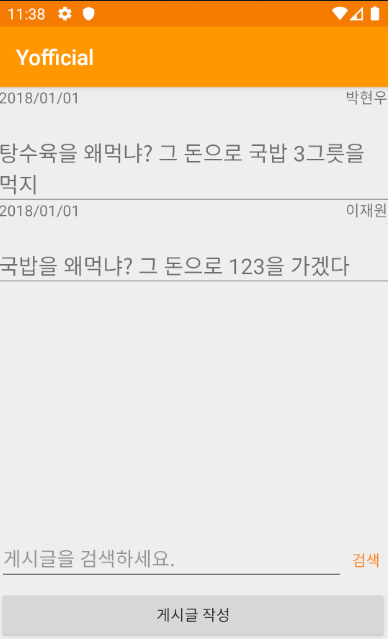 11:38
Yofficial
2018/01/01 박현우
탕수육을 왜먹냐? 그 돈으로 국밥 3그릇을
먹지
2018/01/01 이재원
국밥을 왜먹냐? 그 돈으로 123을 가겠다
게시글을 검색하세요. 검색
게시글 작성